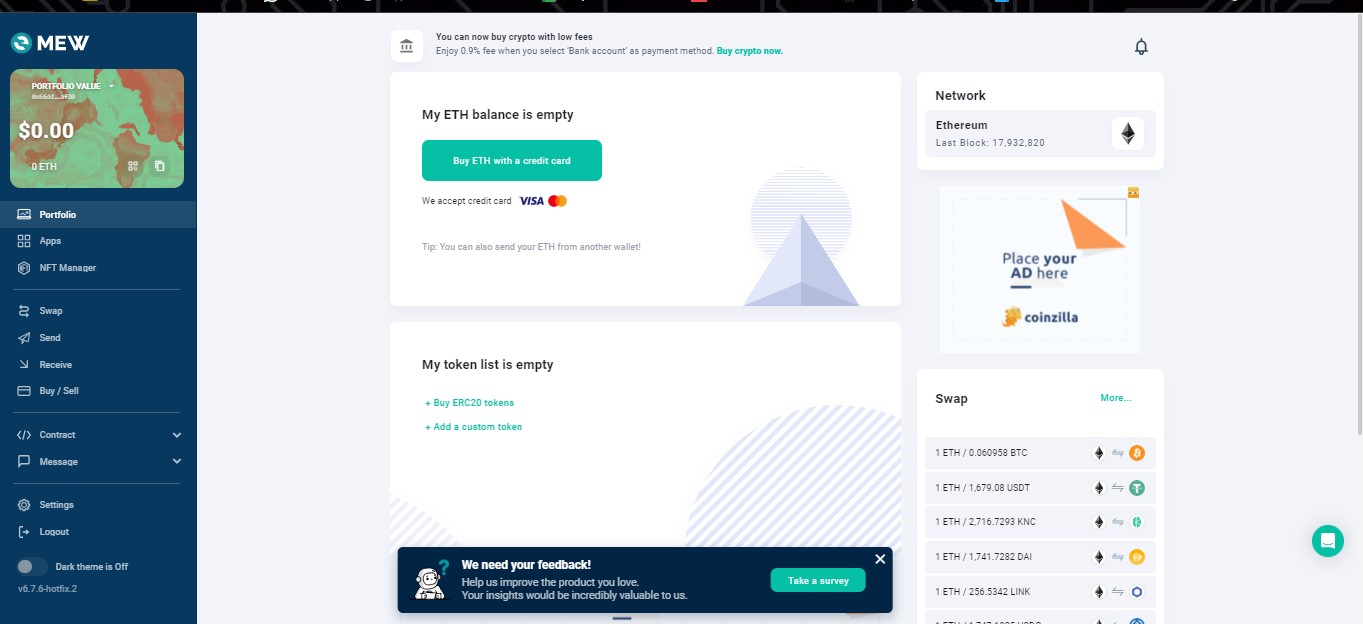 MEW
PORTFOLIO VALUE
$0.00
0 ETH
Portfolio
Apps
NFT Manager
Swap
Send
Receive
Buy / Sell
Contract
Message
Settings
Logout
Dark theme is Off
v6.7.6-hotfix.2
You can now buy crypto with low fees
Enjoy 0.9% fee when you select 'Bank account' as payment method. Buy crypto now.
My ETH balance is empty
Buy ETH with a credit card
We accept credit card VISA
Tip: You can also send your ETH from another wallet!
My token list is empty
+ Buy ERC20 tokens
+ Add a custom token
We need your feedback!
Help us improve the product you love.
Your insights would be incredibly valuable to us.
Take a survey
Network
Ethereum
Last Block: 17,932,820
Place your
AD here
coinzilla
Swap More...
1 ETH / 0.060958 BTC
1 ETH / 1,679.08 USDT
1 ETH / 2,716.7293 KNC
1 ETH / 1,741.7282 DAI
1 ETH / 256.5342 LINK